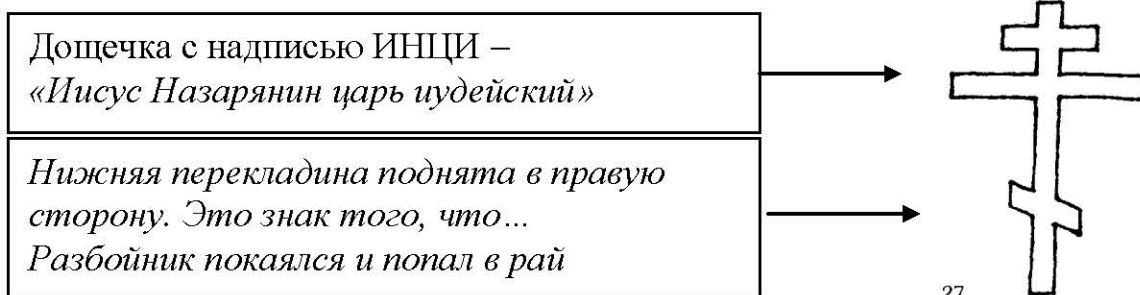 Дощечка с надписью ИНЦИ –
«Иисус Назарянин царь иудейский»
Нижняя перекладина поднята в правую
сторону. Это знак того, что…
Разбойник покаялся и попал в рай
27